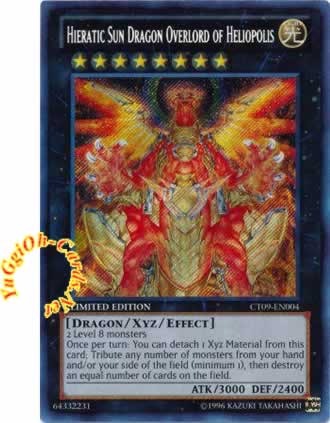 HIERATIC SUN DRAGON OVERLORD OF HELIOPOLIS
光
YuGgiOh-Cards.Net
LIMITED EDITION
CT09-EN004
[DRAGON/XYZ/EFFECT]
2 Level 8 monsters
Once per turn: You can detach 1 Xyz Material from this
card; Tribute any number of monsters from your hand
and/or your side of the field (minimum 1), then destroy
an equal number of cards on the field.
ATK/3000 DEF/2400
64332231
©1996 KAZUKI TAKAHASHI